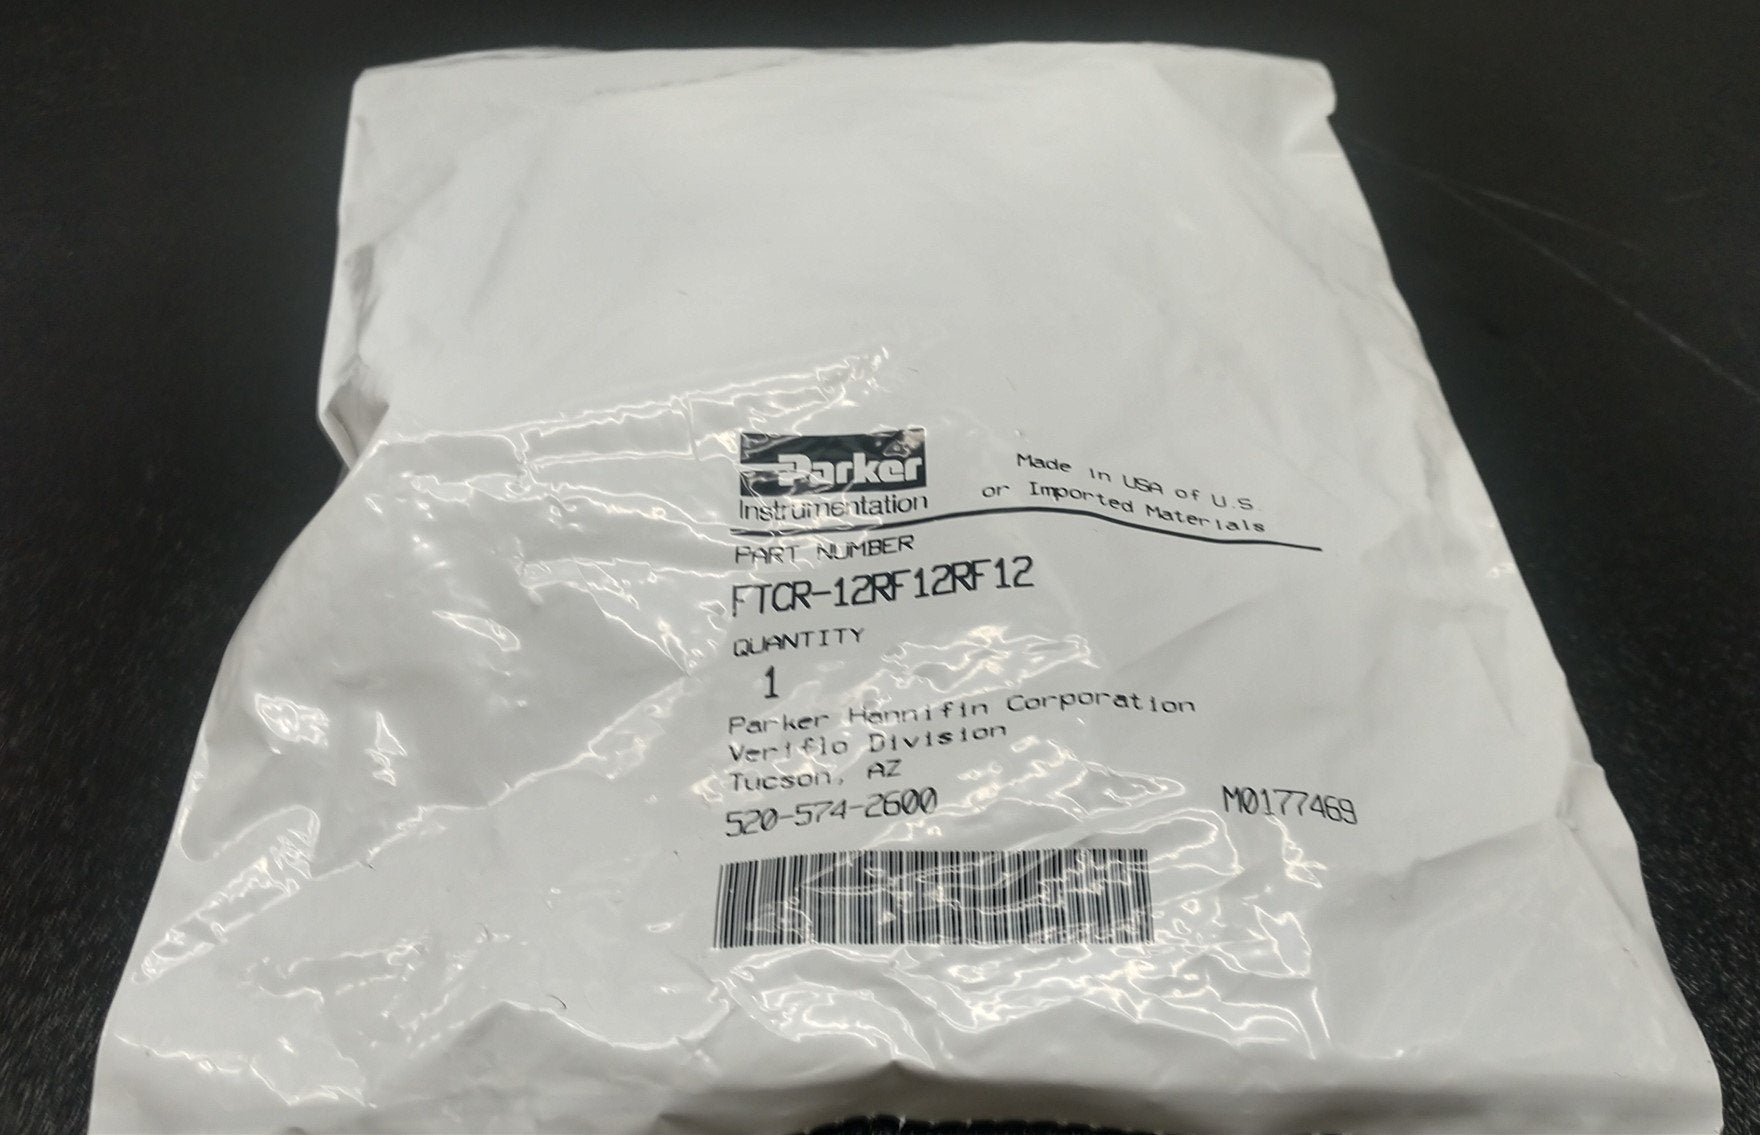 Parker
Instrumentation
Made in USA of U.S.
or Imported Materials
PART NUMBER
FTCR-12RF12RF12
QUANTITY
1
Parker Hannifin Corporation
Veriflo Division
Tucson, AZ
520-574-2600
M0177469